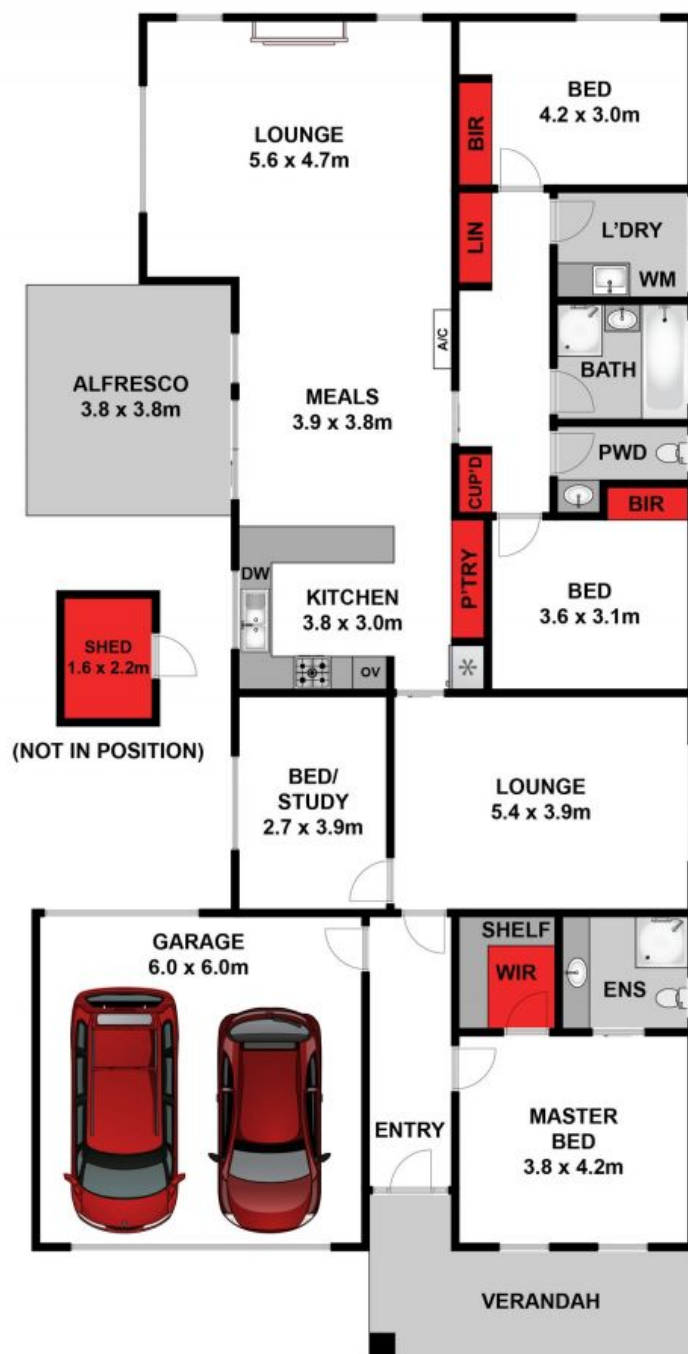 BED
4.2 x 3.0m
LOUNGE
5.6 x 4.7m
BIR
LIN
L'DRY
WM
A/C
BATH
ALFRESCO
3.8 x 3.8m
MEALS
3.9 x 3.8m
PWD
CUP'D
BIR
P'TRY
DW
KITCHEN
3.8 x 3.0m
BED
3.6 x 3.1m
SHED
1.6 x 2.2m
OV
(NOT IN POSITION)
BED/
STUDY
2.7 x 3.9m
LOUNGE
5.4 x 3.9m
GARAGE
6.0 x 6.0m
SHELF
WIR
ENS
ENTRY
MASTER
BED
3.8 x 4.2m
VERANDAH